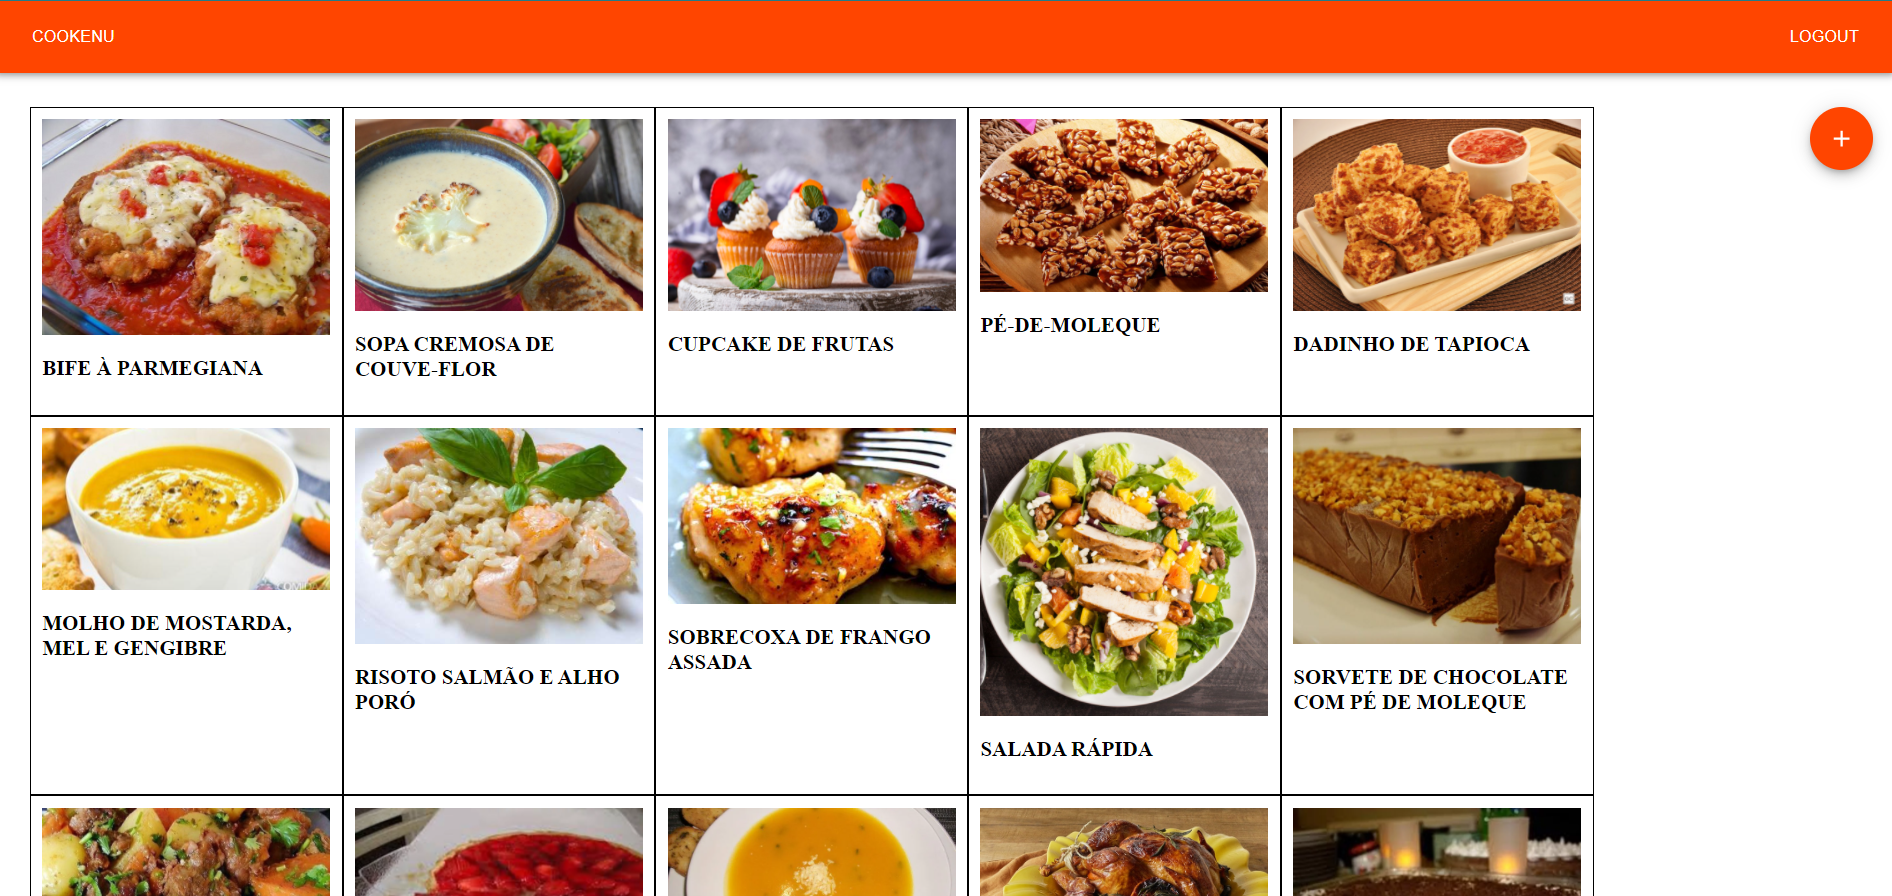 COOKENU
LOGOUT
+
BIFE À PARMEGIANA
SOPA CREMOSA DE
COUVE-FLOR
CUPCAKE DE FRUTAS
PÉ-DE-MOLEQUE
DADINHO DE TAPIOCA
MOLHO DE MOSTARDA,
MEL E GENGIBRE
RISOTO SALMÃO E ALHO
PORÓ
SOBRECOXA DE FRANGO
ASSADA
SALADA RÁPIDA
SORVETE DE CHOCOLATE
COM PÉ DE MOLEQUE